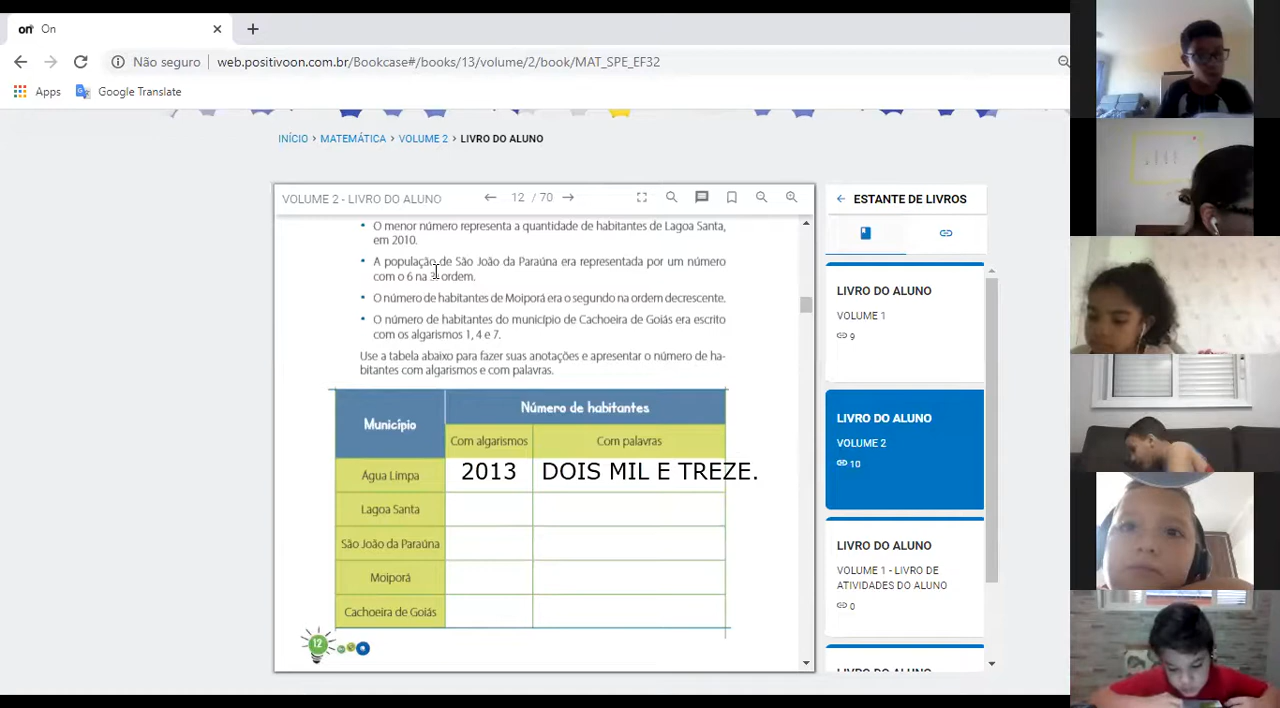 on On
Não seguro web.positivoon.com.br/Bookcase#/books/13/volume/2/book/MAT_SPE_EF32
Apps Google Translate
INÍCIO > MATEMÁTICA > VOLUME 2 > LIVRO DO ALUNO
VOLUME 2 - LIVRO DO ALUNO 12 / 70
• O menor número representa a quantidade de habitantes de Lagoa Santa,
em 2010.
• A população de São João da Paraúna era representada por um número
com o 6 na ordem.
• O número de habitantes de Moiporá era o segundo na ordem decrescente.
• O número de habitantes do município de Cachoeira de Goiás era escrito
com os algarismos 1, 4 e 7.
Use a tabela abaixo para fazer suas anotações e apresentar o número de ha-
bitantes com algarismos e com palavras.
Município
Número de habitantes
Com algarismos Com palavras
Água Limpa 2013 DOIS MIL E TREZE.
Lagoa Santa
São João da Paraúna
Moiporá
Cachoeira de Goiás
12
ESTANTE DE LIVROS
LIVRO DO ALUNO
VOLUME 1
9
LIVRO DO ALUNO
VOLUME 2
10
LIVRO DO ALUNO
VOLUME 1 - LIVRO DE
ATIVIDADES DO ALUNO
0
LIVRO DO ALUNO